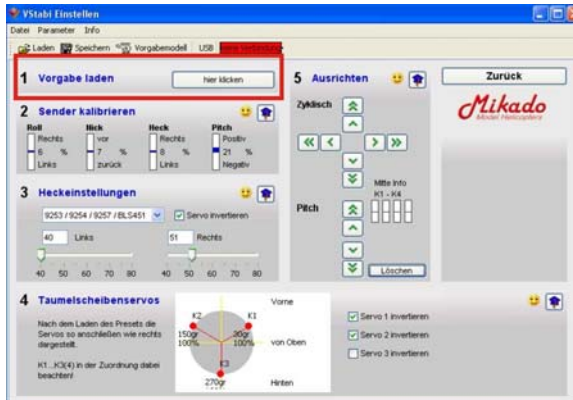 VStabi Einstellen
Datei Parameter Info
Laden Speichern Vorgabemodell USB keine Verbindung
1 Vorgabe laden
hier klicken
2 Sender kalibrieren
Roll Nick Heck Pitch
Rechts vor Rechts Positiv
6 % 7 % 8 % 21 %
Links zurück Links Negativ
3 Heckeinstellungen
9253 / 9254 / 9257 / BLS451
Servo invertieren
40 Links 51 Rechts
40 50 60 70 80 40 50 60 70 80
4 Taumelscheibenservos
Nach dem Laden des Presets die
Servos so anschließen wie rechts
dargestellt.
K1...K3(4) in der Zuordnung dabei
beachten!
Vorne
K2 K1
150gr 30gr
100% 100%
von Oben
K3
270gr
Hinten
Servo 1 invertieren
Servo 2 invertieren
Servo 3 invertieren
5 Ausrichten
Zyklisch
Mitte Info
K1 - K4
Pitch
Löschen
Zurück
Mikado
Model Helicopters